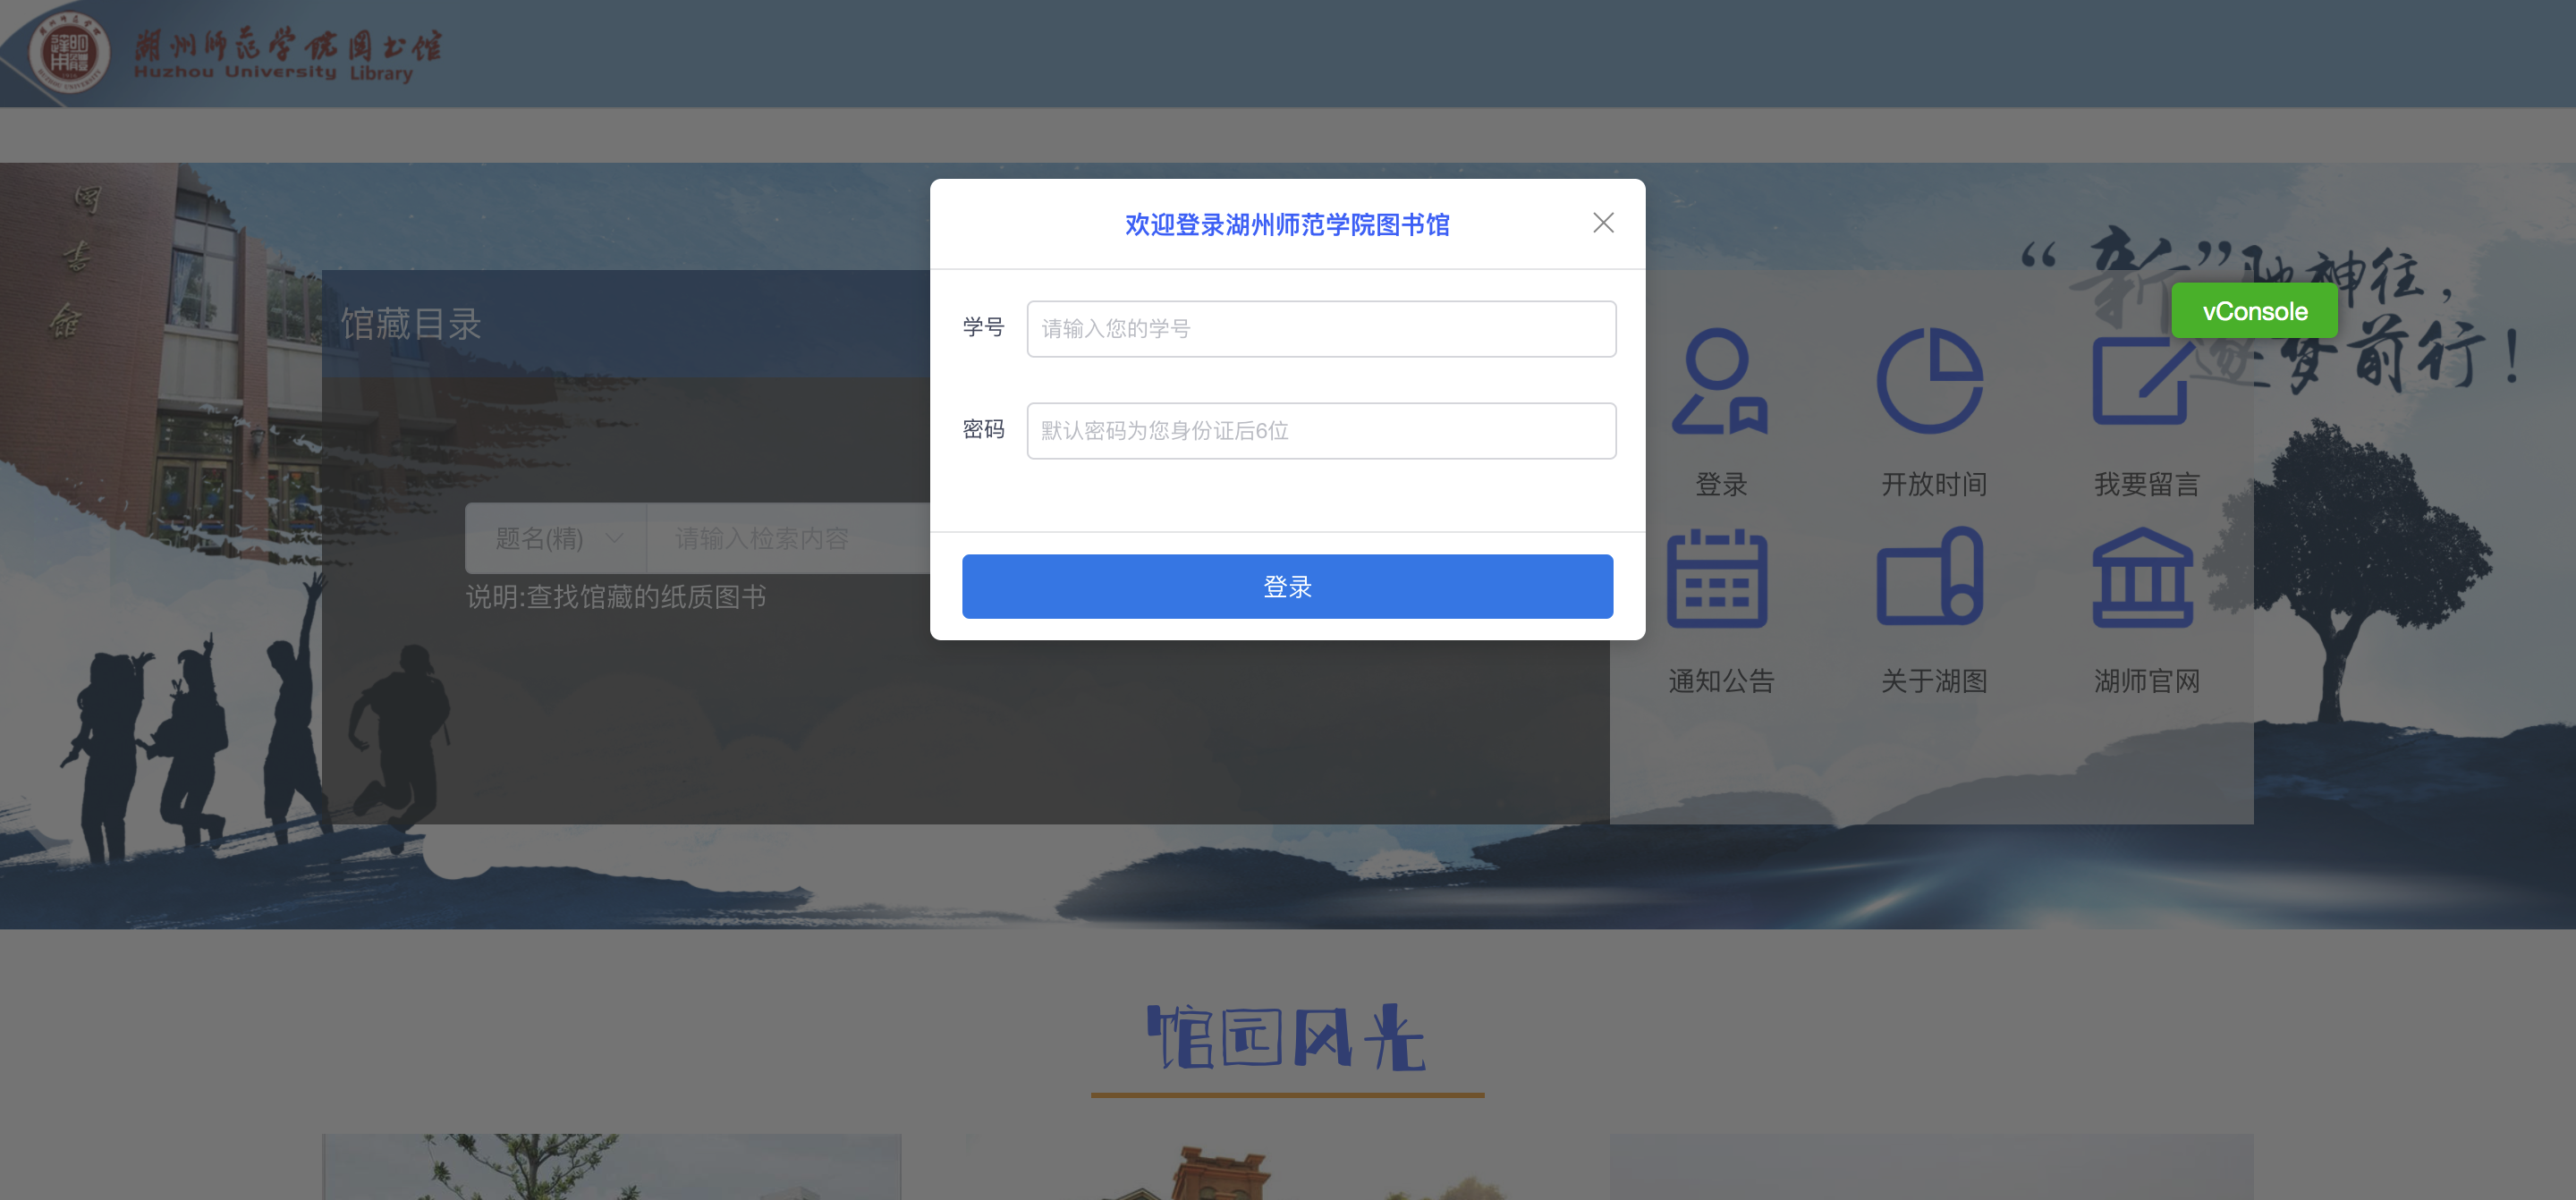 湖州师范学院图书馆
Huzhou University Library
图
书
馆
“新”驰神往，
逐梦前行！
欢迎登录湖州师范学院图书馆
学号
请输入您的学号
密码
默认密码为您身份证后6位
登录
vConsole
馆藏目录
题名(精)
请输入检索内容
说明:查找馆藏的纸质图书
登录
开放时间
我要留言
通知公告
关于湖图
湖师官网
馆园风光